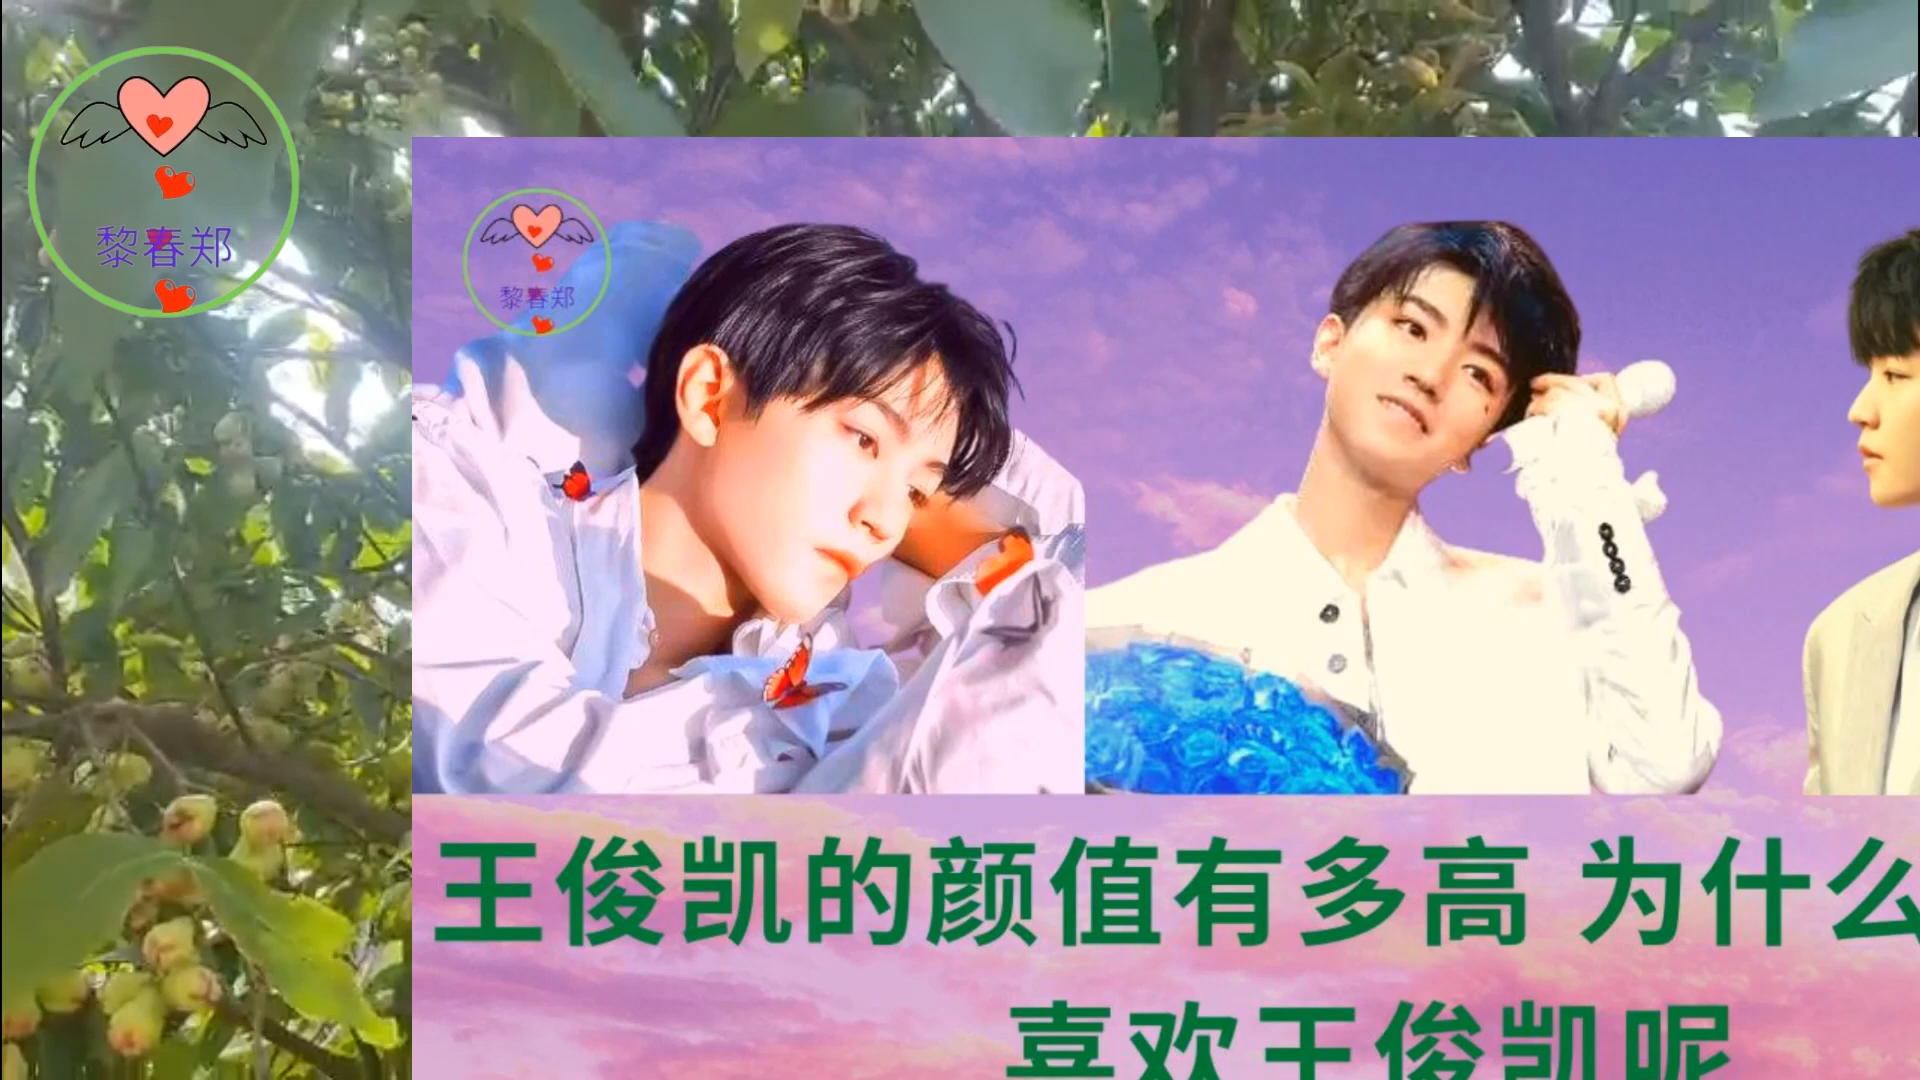 黎春郑
黎春郑
王俊凯的颜值有多高 为什么
喜欢王俊凯呢